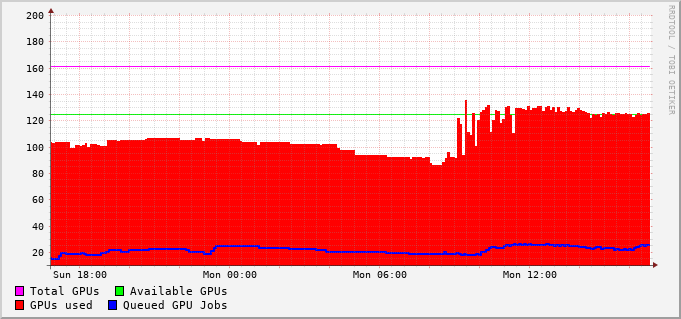 200
180
160
140
120
100
80
60
40
20
Sun 18:00 Mon 00:00 Mon 06:00 Mon 12:00
Total GPUs Available GPUs
GPUs used Queued GPU Jobs
RRDTOOL / TOBI OETIKER